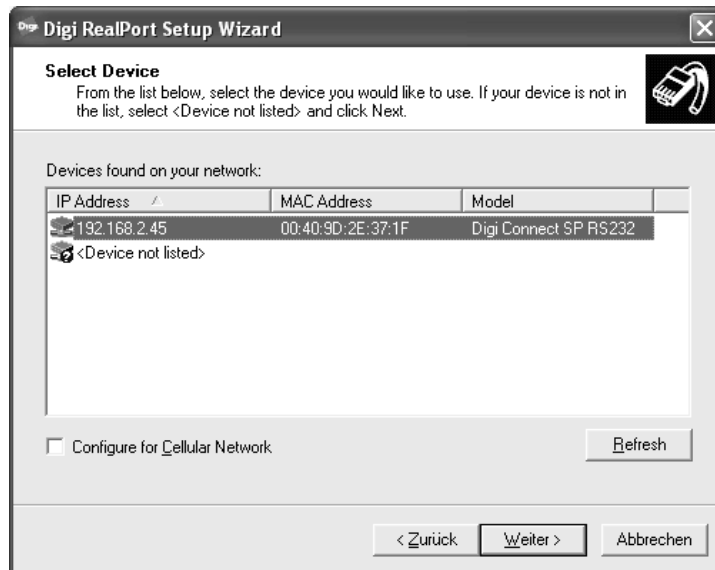 Digi Digi RealPort Setup Wizard
Select Device
From the list below, select the device you would like to use. If your device is not in
the list, select <Device not listed> and click Next.
Devices found on your network:
IP Address MAC Address Model
192.168.2.45 00:40:9D:2E:37:1F Digi Connect SP RS232
<Device not listed>
Configure for Cellular Network
Refresh
< Zurück Weiter > Abbrechen